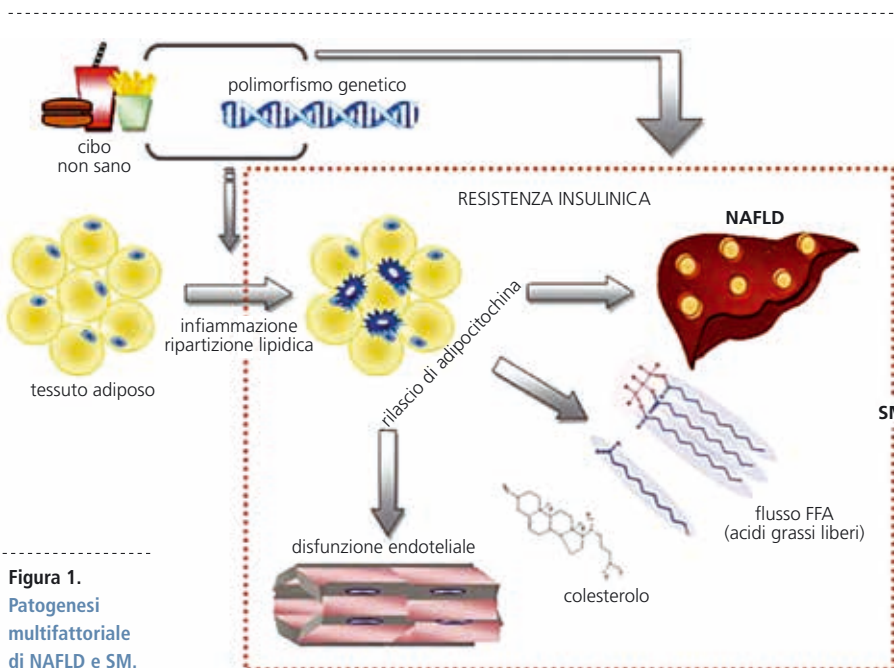 polimorfismo genetico
cibo
non sano
RESISTENZA INSULINICA
NAFLD
infiammazione
ripartizione lipidica
rilascio di adipocitochina
tessuto adiposo
SM
flusso FFA
(acidi grassi liberi)
disfunzione endoteliale
colesterolo
Figura 1.
Patogenesi
multifattoriale
di NAFLD e SM.